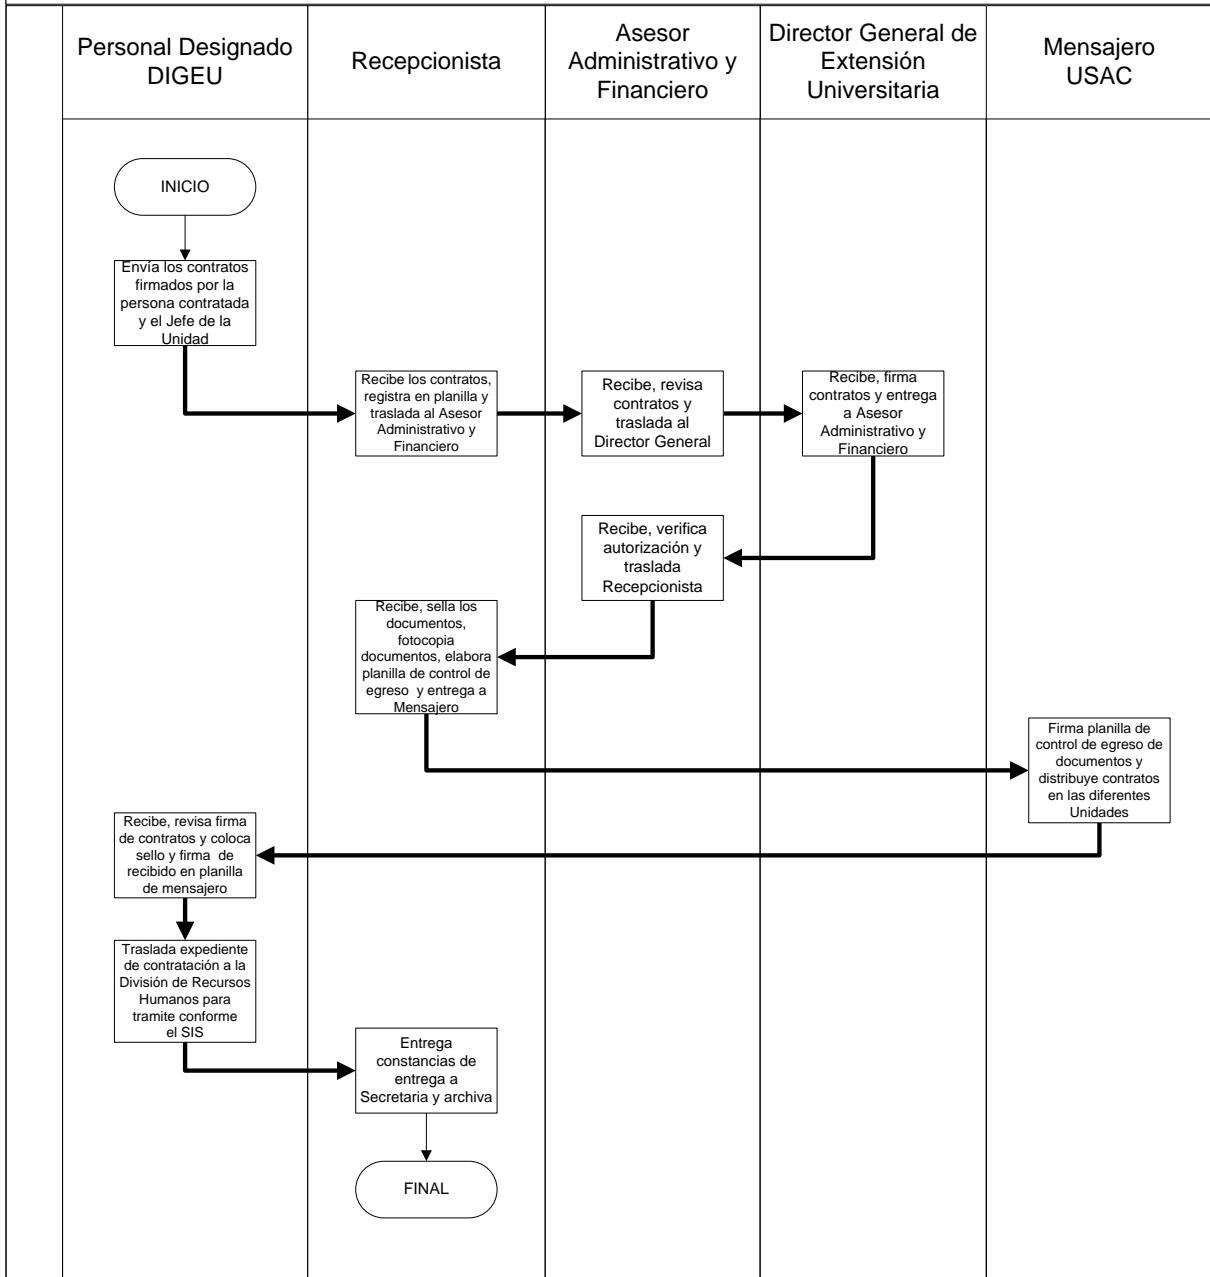 Personal Designado
DIGEU
Recepcionista
Asesor
Administrativo y
Financiero
Director General de
Extensión
Universitaria
Mensajero
USAC
INICIO
Envía los contratos
firmados por la
persona contratada
y el Jefe de la
Unidad
Recibe los contratos,
registra en planilla y
traslada al Asesor
Administrativo y
Financiero
Recibe, revisa
contratos y
traslada al
Director General
Recibe, firma
contratos y entrega
a Asesor
Administrativo y
Financiero
Recibe, verifica
autorización y
traslada
Recepcionista
Recibe, sella los
documentos,
fotocopia
documentos, elabora
planilla de control de
egreso y entrega a
Mensajero
Firma planilla de
control de egreso de
documentos y
distribuye contratos
en las diferentes
Unidades
Recibe, revisa firma
de contratos y coloca
sello y firma de
recibido en planilla
de mensajero
Traslada expediente
de contratación a la
División de Recursos
Humanos para
tramite conforme
el SIS
Entrega
constancias de
entrega a
Secretaria y archiva
FINAL